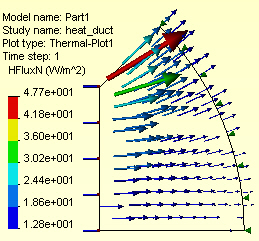 Model name: Part1
Study name: heat_duct
Plot type: Thermal-Plot1
Time step: 1
HFluxN (W/m^2)
4.77e+001
4.18e+001
3.60e+001
3.02e+001
2.44e+001
1.86e+001
1.28e+001